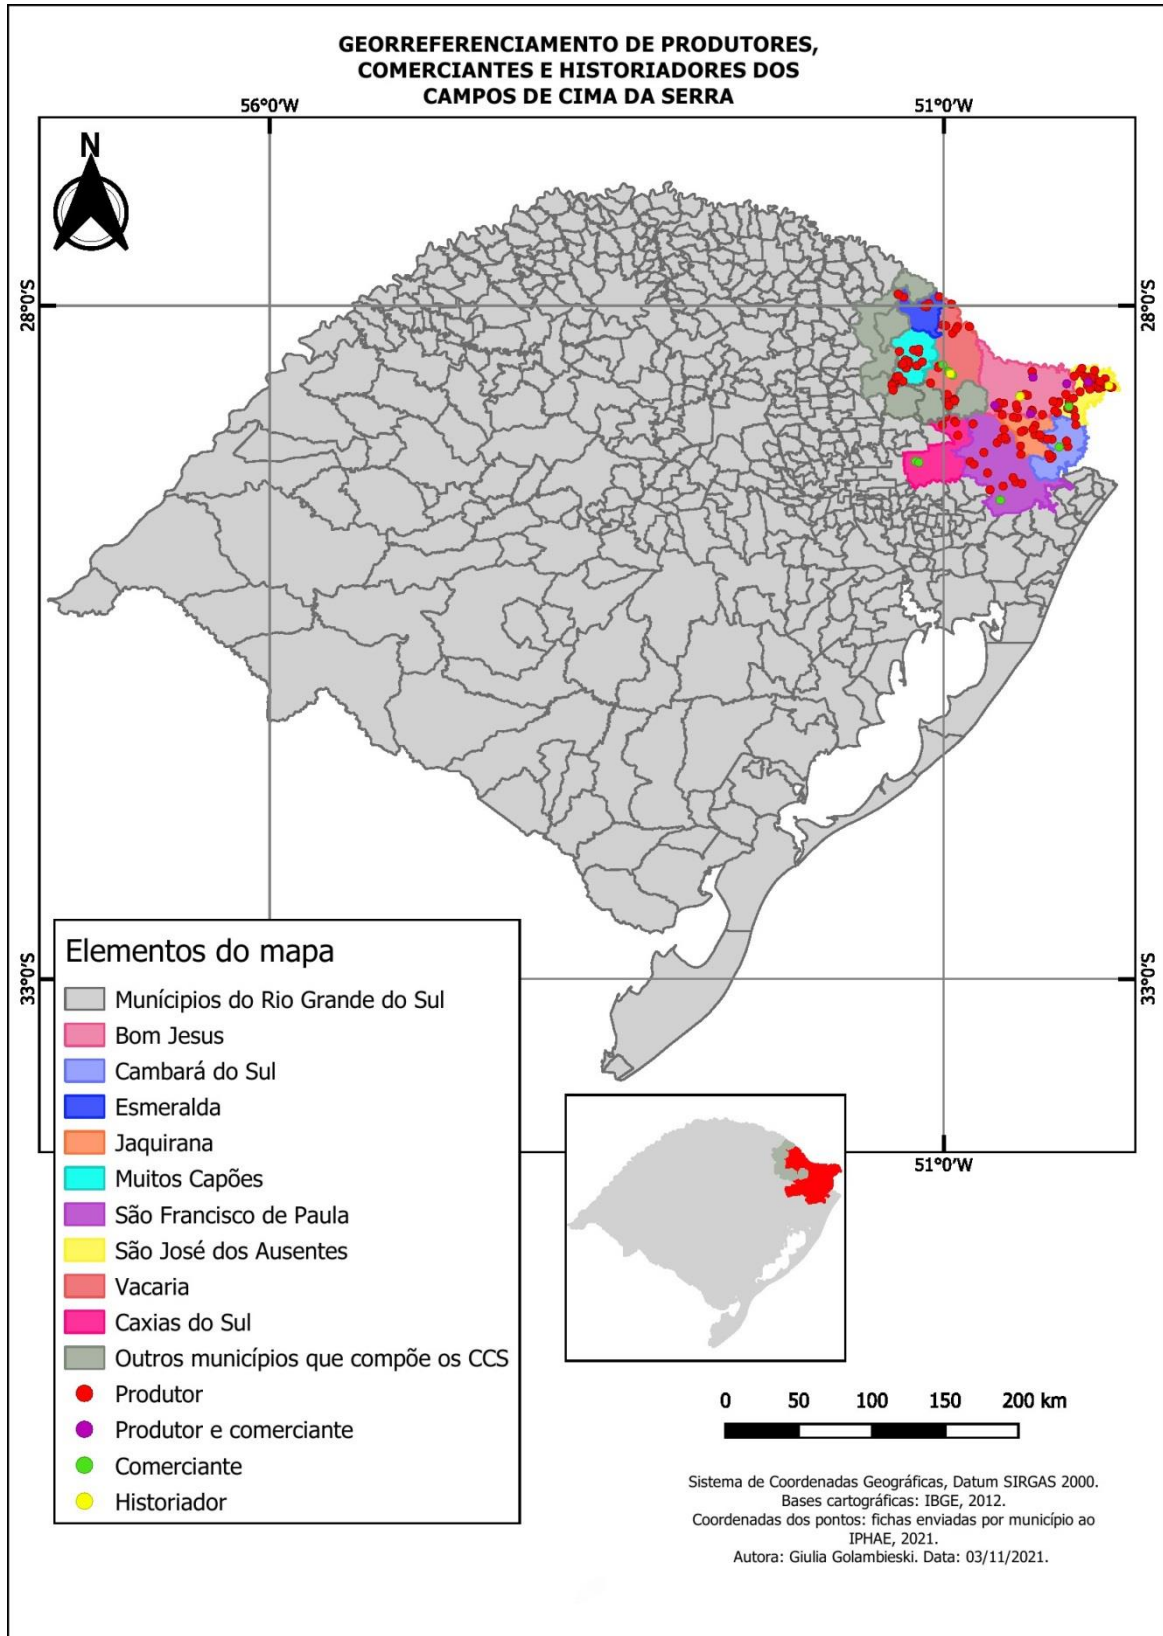 GEORREFERENCIAMENTO DE PRODUTORES,
COMERCIANTES E HISTORIADORES DOS
CAMPOS DE CIMA DA SERRA
56°0'W
51°0'W
N
28°0'S
28°0'S
33°0'S
33°0'S
Elementos do mapa
Munícipios do Rio Grande do Sul
Bom Jesus
Cambará do Sul
Esmeralda
Jaquirana
Muitos Capões
São Francisco de Paula
São José dos Ausentes
Vacaria
Caxias do Sul
Outros municípios que compõe os CCS
Produtor
Produtor e comerciante
Comerciante
Historiador
51°0'W
0 50 100 150 200 km
Sistema de Coordenadas Geográficas, Datum SIRGAS 2000.
Bases cartográficas: IBGE, 2012.
Coordenadas dos pontos: fichas enviadas por município ao
IPHAE, 2021.
Autora: Giulia Golambieski. Data: 03/11/2021.